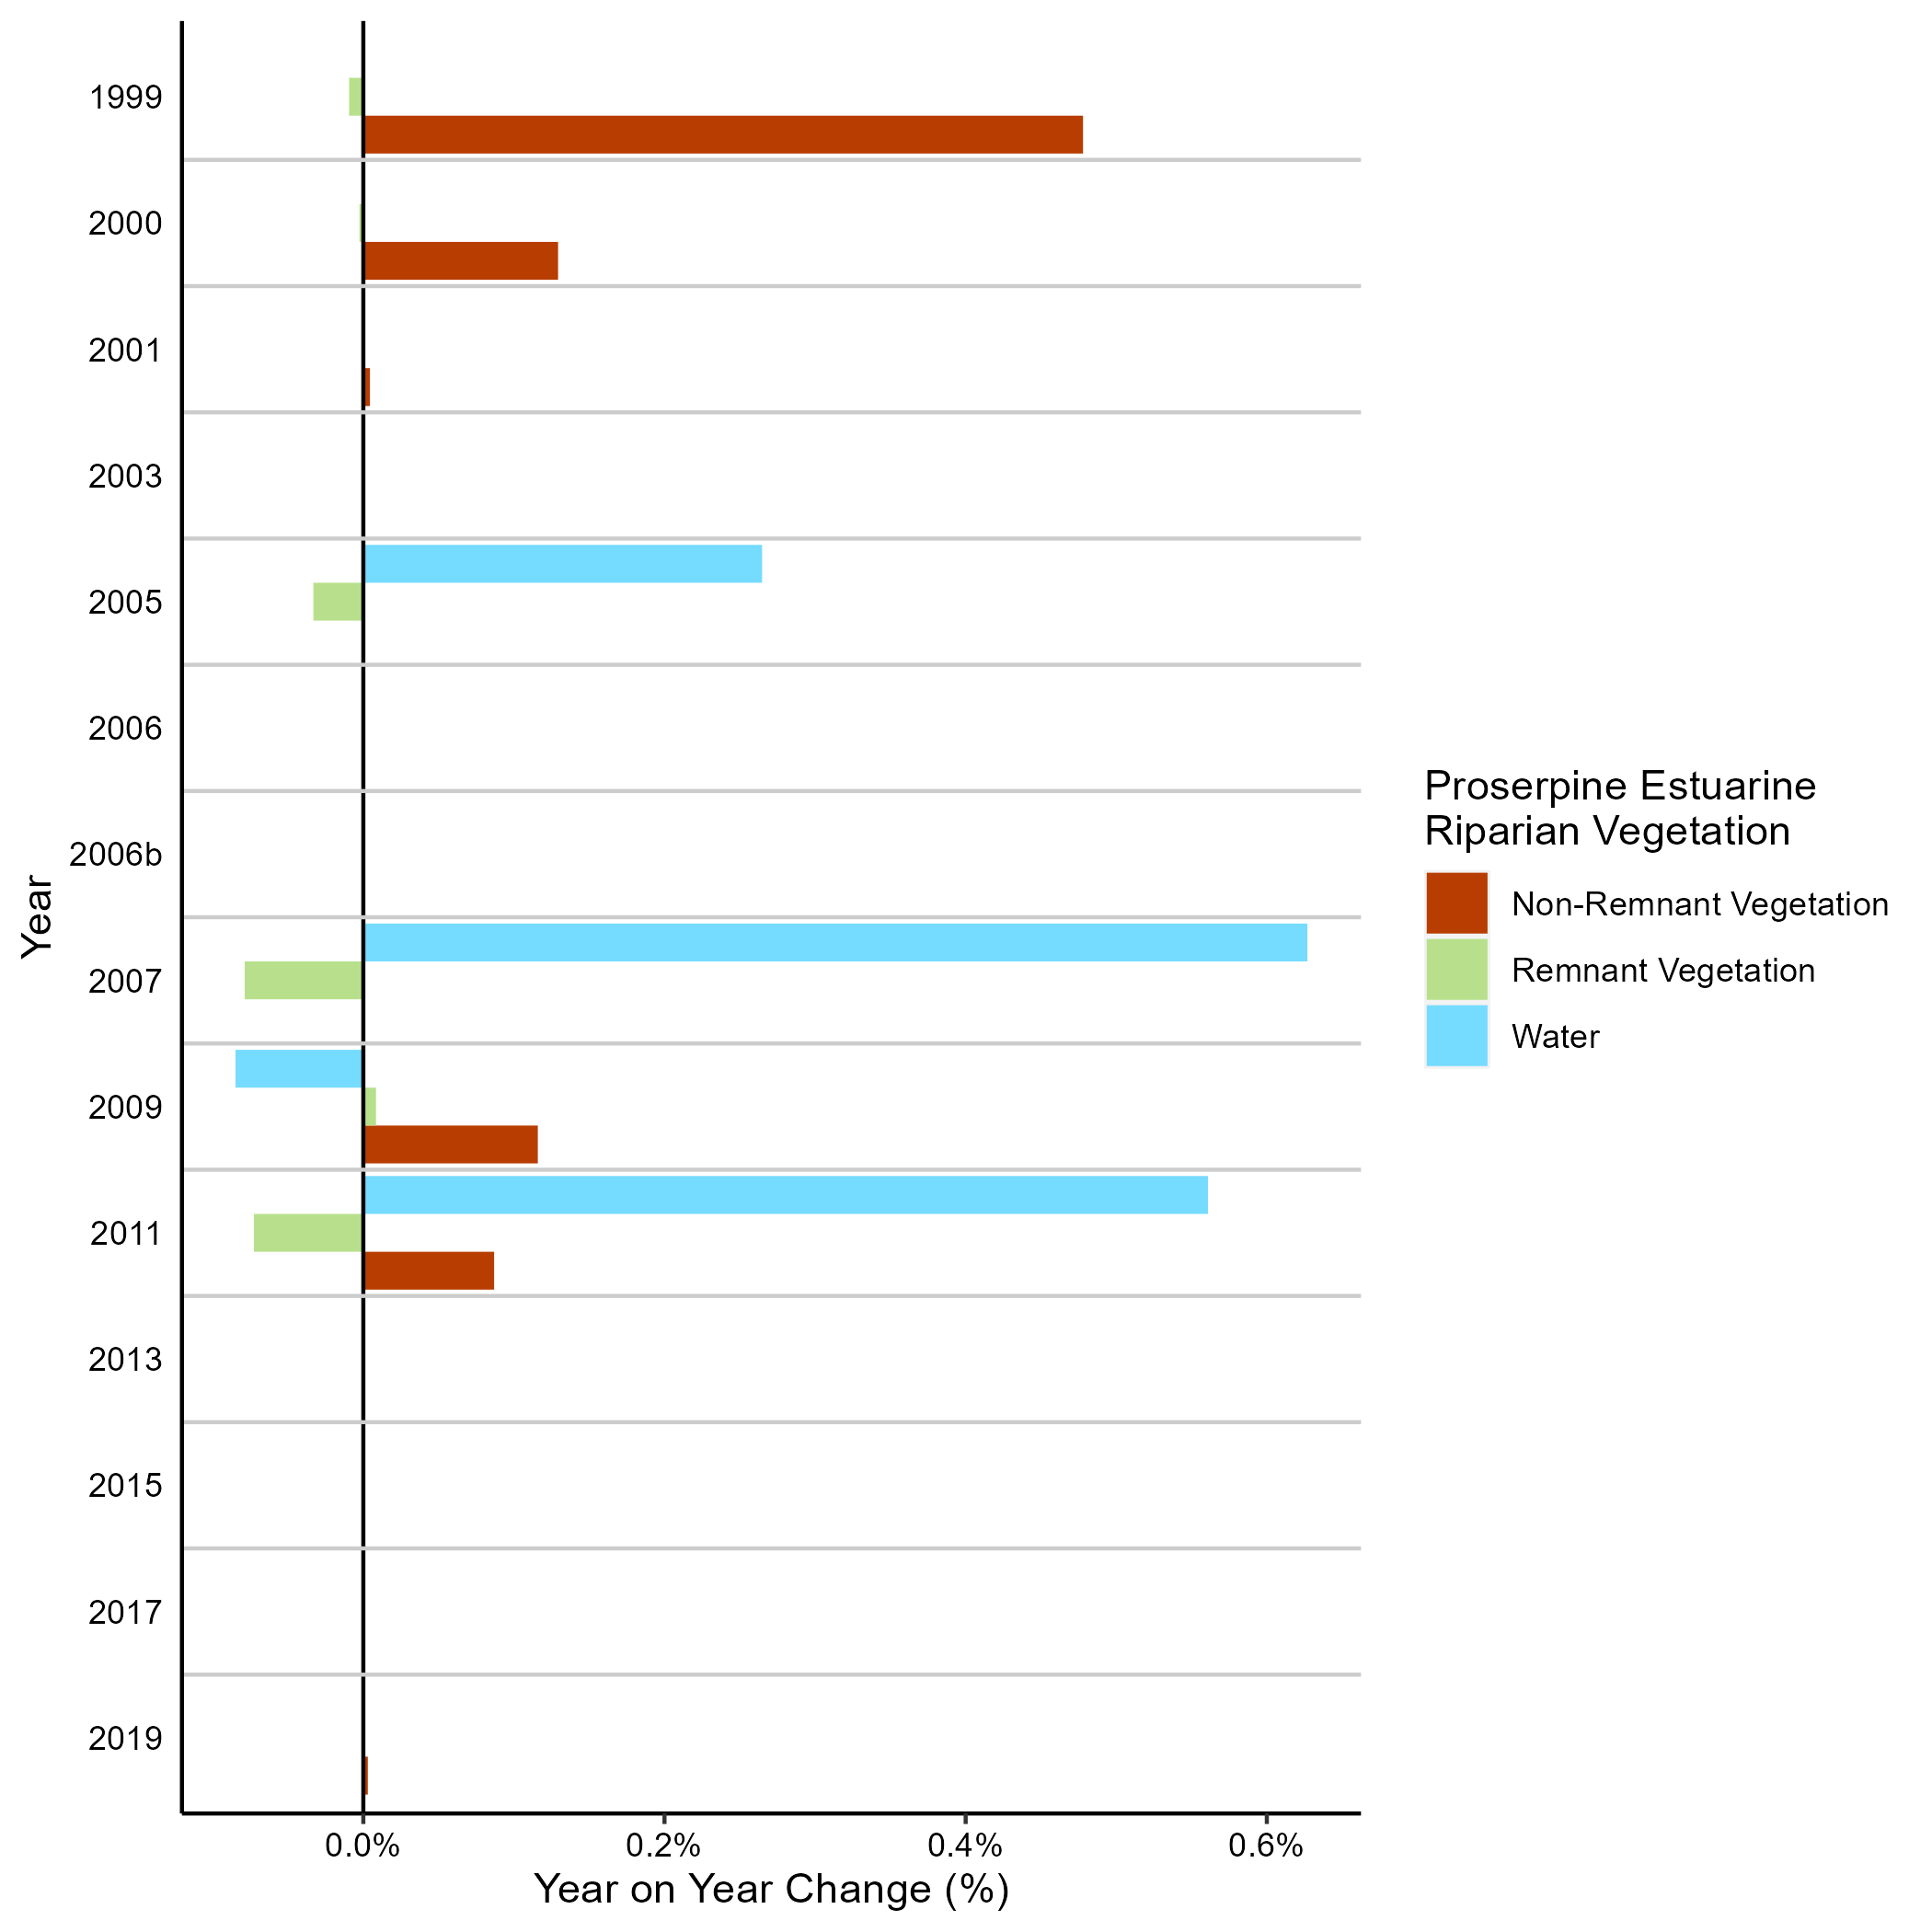 1999
2000
2001
2003
2005
2006
2006b
2007
2009
2011
2013
2015
2017
2019
Year
0.0%
0.2%
0.4%
0.6%
Year on Year Change (%)
Proserpine Estuarine
Riparian Vegetation
Non-Remnant Vegetation
Remnant Vegetation
Water